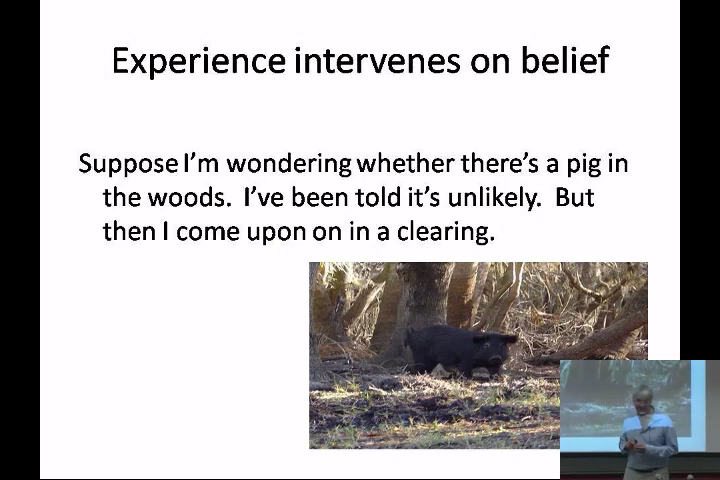 Experience intervenes on belief
Suppose I'm wondering whether there's a pig in
the woods. I've been told it's unlikely. But
then I come upon on in a clearing.